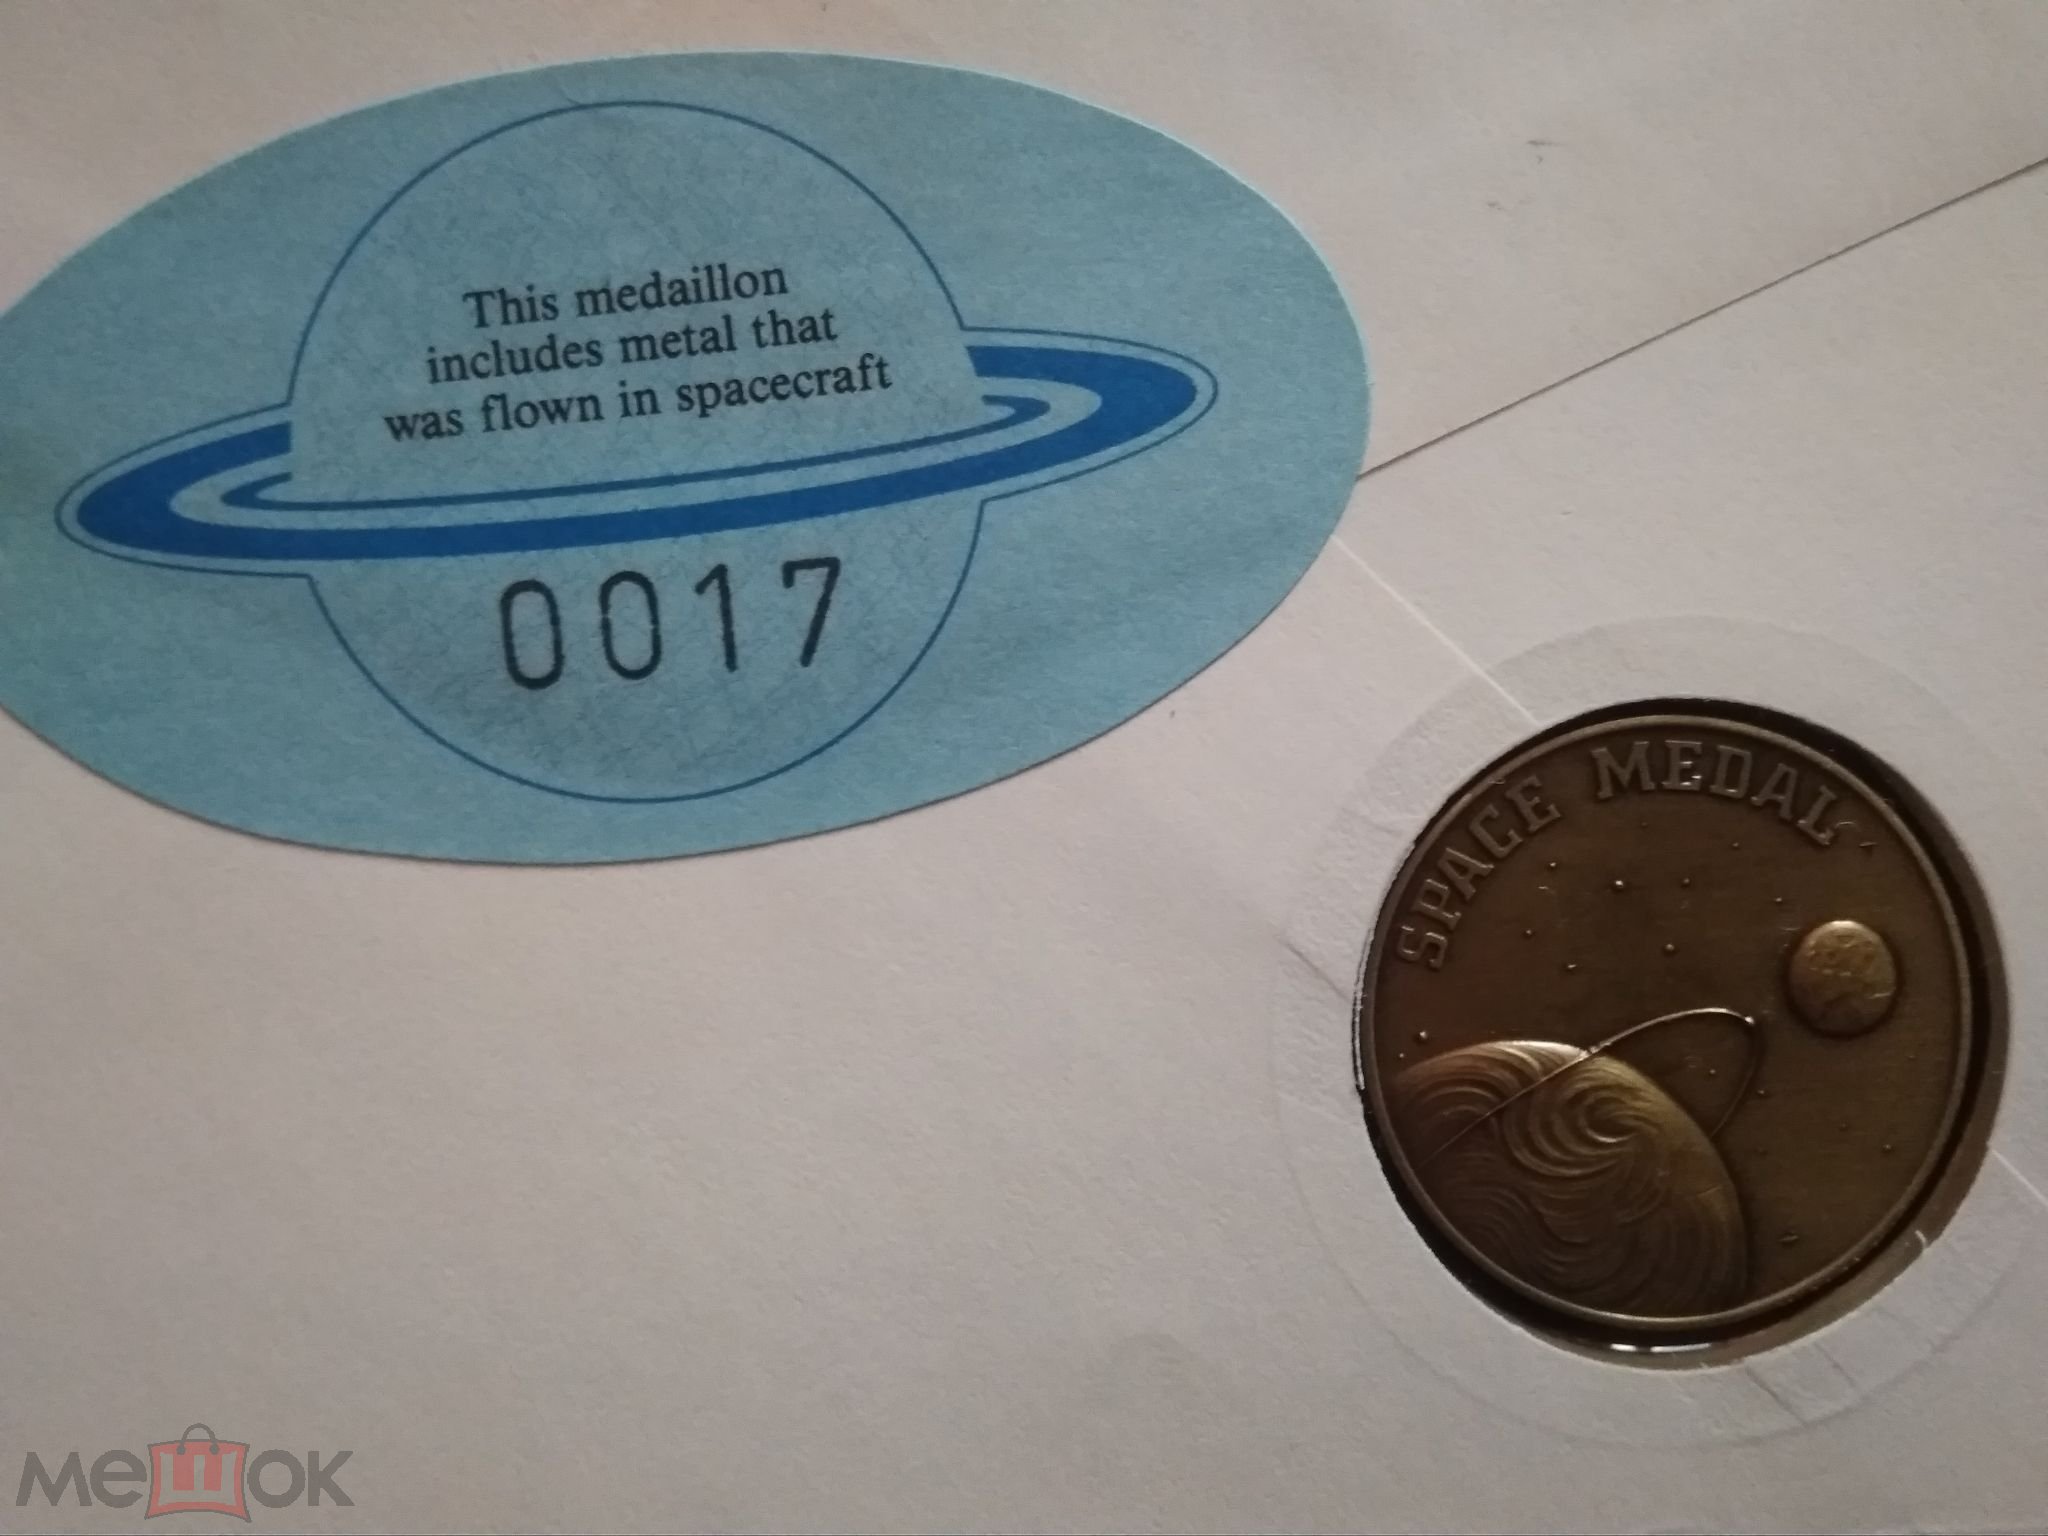 This medaillon
includes metal that
was flown in spacecraft
0017
SPACE MEDAL
мешок